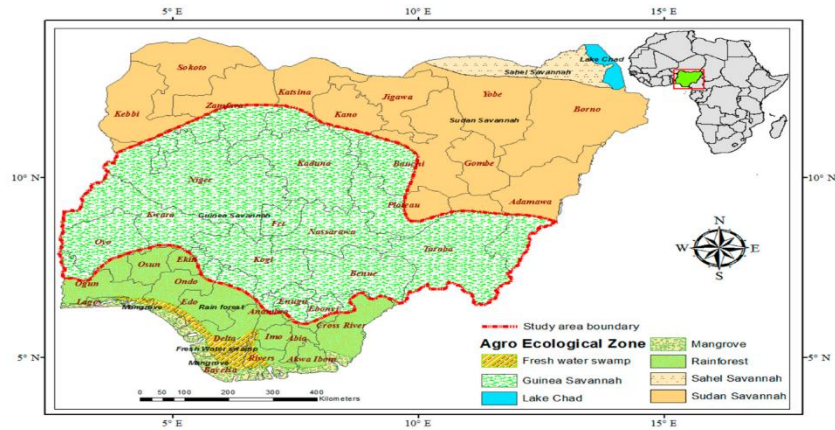 5° E 10° E 15° E
Lake Chad
Sokoto
Sahel Savannah
Katsina
Yobe
Jigawa
Zamfara
Kebbi
Kano
Borno
Sudan Savannah
Kaduna
Bauchi
Gombe
10° N
10° N
Niger
Plateau
Adamawa
Kwara
Guinea Savannah
Fct
Nassarawa
N
W E
S
Oyo
Taraba
Kogi
Ekiti
Osun
Benue
Ogun
Ondo
Enugu
Lagos
Mangrove
Edo
Rain forest
Ebonyi
Anambra
Cross River
Study area boundary
Delta
Imo
Abia
Agro Ecological Zone
Mangrove
5° N
Fresh Water swamp
5° N
Mangrove
Rivers
Akwa Ibom
Fresh water swamp
Rainforest
Bayelsa
Guinea Savannah
Sahel Savannah
Lake Chad
Sudan Savannah
0 50 100 200 300 400
Kilometers
5° E 10° E 15° E